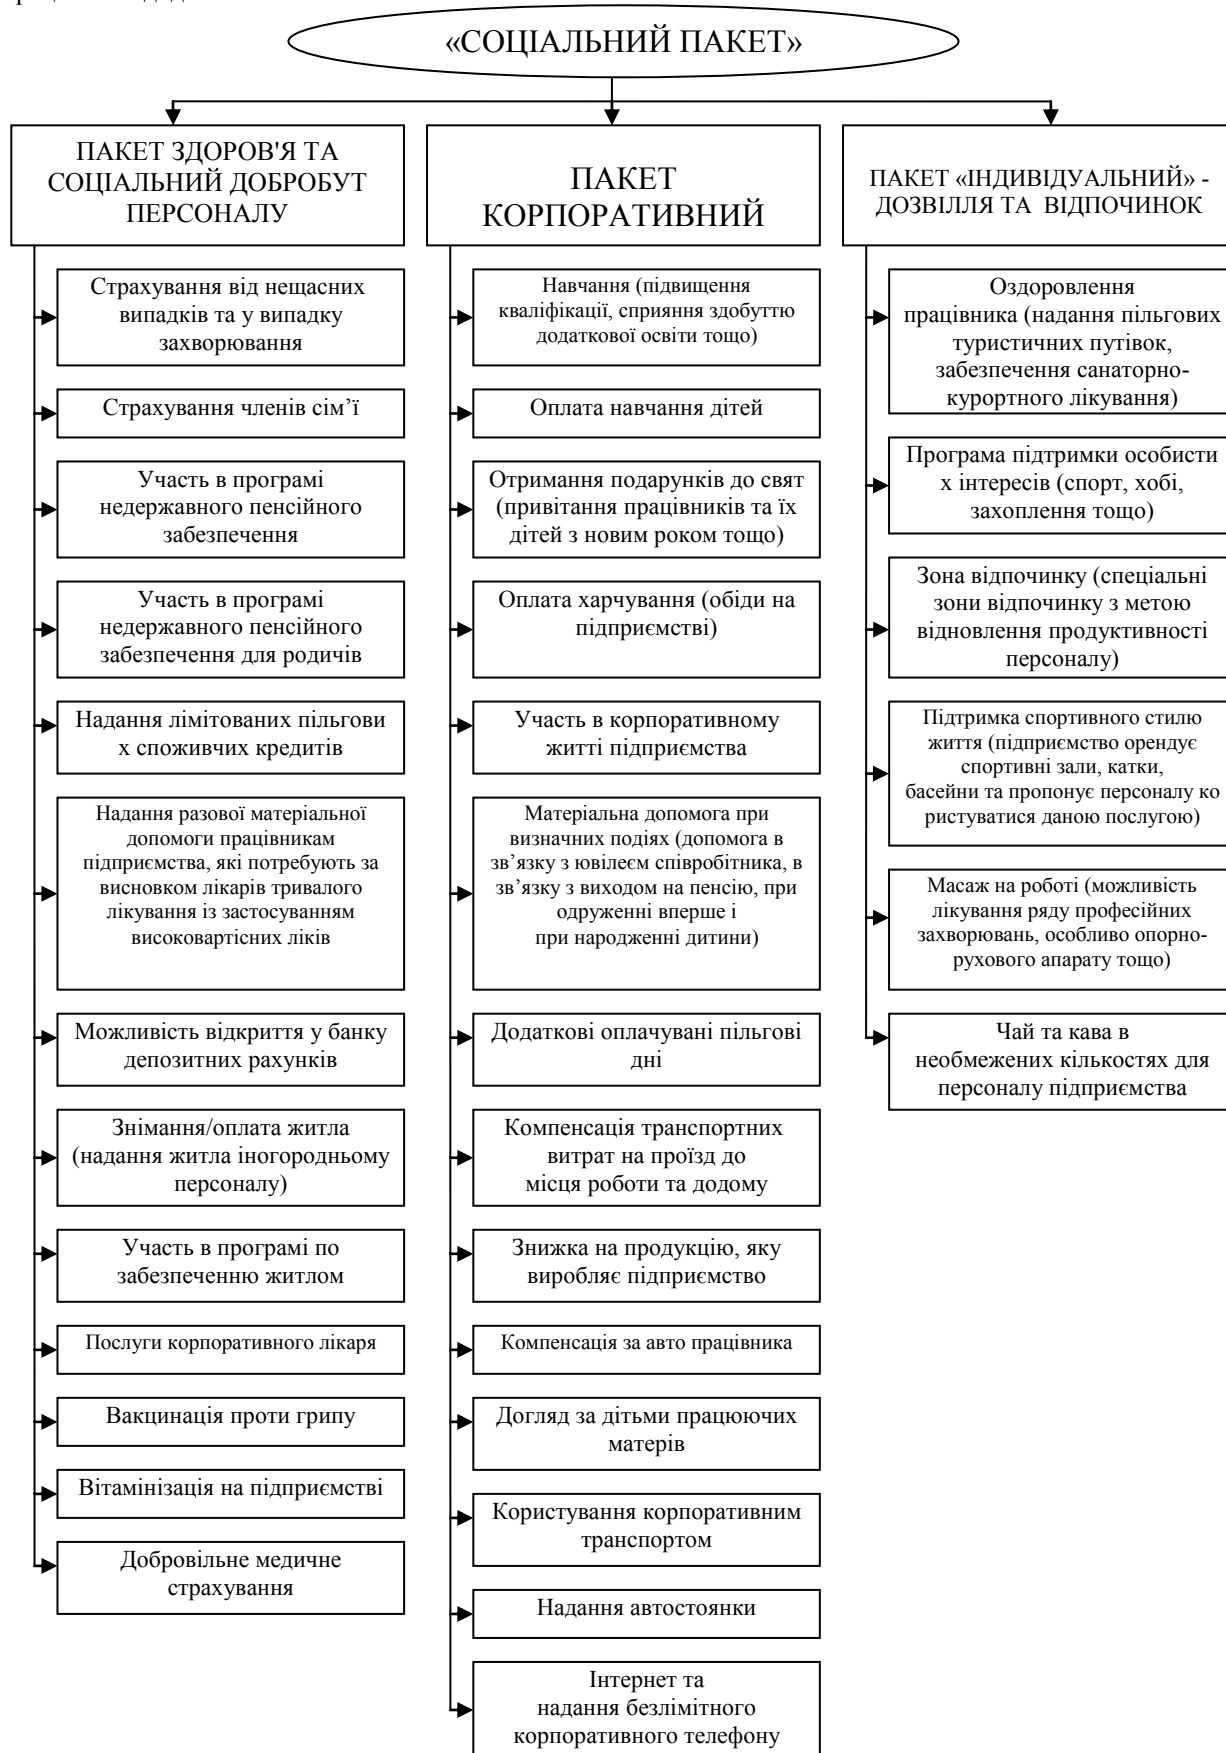 «СОЦІАЛЬНИЙ ПАКЕТ»
ПАКЕТ ЗДОРОВ'Я ТА
СОЦІАЛЬНИЙ ДОБРОБУТ
ПЕРСОНАЛУ
Страхування від нещасних
випадків та у випадку
захворювання
Страхування членів сім’ї
Участь в програмі
недержавного пенсійного
забезпечення
Участь в програмі
недержавного пенсійного
забезпечення для родичів
Надання лімітованих пільгови
х споживчих кредитів
Надання разової матеріальної
допомоги працівникам
підприємства, які потребують за
висновком лікарів тривалого
лікування із застосуванням
високовартісних ліків
Можливість відкриття у банку
депозитних рахунків
Знімання/оплата житла
(надання житла іногородньому
персоналу)
Участь в програмі по
забезпеченню житлом
Послуги корпоративного лікаря
Вакцинація проти грипу
Вітамінізація на підприємстві
Добровільне медичне
страхування
ПАКЕТ
КОРПОРАТИВНИЙ
Навчання (підвищення
кваліфікації, сприяння здобуттю
додаткової освіти тощо)
Оплата навчання дітей
Отримання подарунків до свят
(привітання працівників та їх
дітей з новим роком тощо)
Оплата харчування (обіди на
підприємстві)
Участь в корпоративному
житті підприємства
Матеріальна допомога при
визначних подіях (допомога в
зв’язку з ювілеєм співробітника, в
зв’язку з виходом на пенсію, при
одруженні вперше і
при народженні дитини)
Додаткові оплачувані пільгові
дні
Компенсація транспортних
витрат на проїзд до
місця роботи та додому
Знижка на продукцію, яку
виробляє підприємство
Компенсація за авто працівника
Догляд за дітьми працюючих
матерів
Користування корпоративним
транспортом
Надання автостоянки
Інтернет та
надання безлімітного
корпоративного телефону
ПАКЕТ «ІНДИВІДУАЛЬНИЙ» -
ДОЗВІЛЛЯ ТА ВІДПОЧИНОК
Оздоровлення
працівника (надання пільгових
туристичних путівок,
забезпечення санаторно-
курортного лікування)
Програма підтримки особисти
х інтересів (спорт, хобі,
захоплення тощо)
Зона відпочинку (спеціальні
зони відпочинку з метою
відновлення продуктивності
персоналу)
Підтримка спортивного стилю
життя (підприємство орендує
спортивні зали, катки,
басейни та пропонує персоналу ко
ристуватися даною послугою)
Масаж на роботі (можливість
лікування ряду професійних
захворювань, особливо опорно-
рухового апарату тощо)
Чай та кава в
необмежених кількостях для
персоналу підприємства